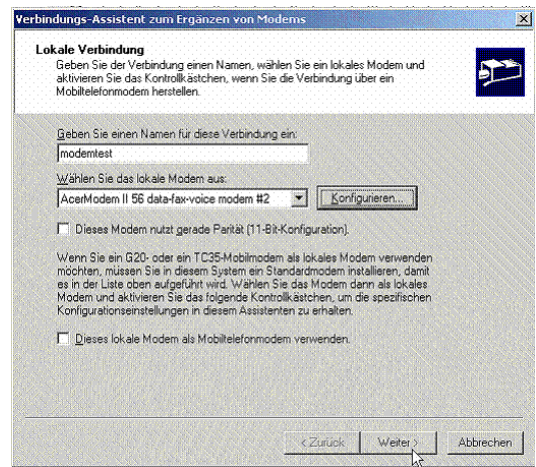 Verbindungs-Assistent zum Ergänzen von Modems
Lokale Verbindung
Geben Sie der Verbindung einen Namen, wählen Sie ein lokales Modem und
aktivieren Sie das Kontrollkästchen, wenn Sie die Verbindung über ein
Mobiltelefonmodem herstellen.
Geben Sie einen Namen für diese Verbindung ein:
modemtest
Wählen Sie das lokale Modem aus:
AcerModem II 56 data-fax-voice modem #2
Konfigurieren...
Dieses Modem nutzt gerade Parität (11-Bit-Konfiguration).
Wenn Sie ein G20- oder ein TC35-Mobilmodem als lokales Modem verwenden
möchten, müssen Sie in diesem System ein Standardmodem installieren, damit
es in der Liste oben aufgeführt wird. Wählen Sie das Modem dann als lokales
Modem und aktivieren Sie das folgende Kontrollkästchen, um die spezifischen
Konfigurationseinstellungen in diesem Assistenten zu erhalten.
Dieses lokale Modem als Mobiltelefonmodem verwenden.
< Zurück
Weiter >
Abbrechen